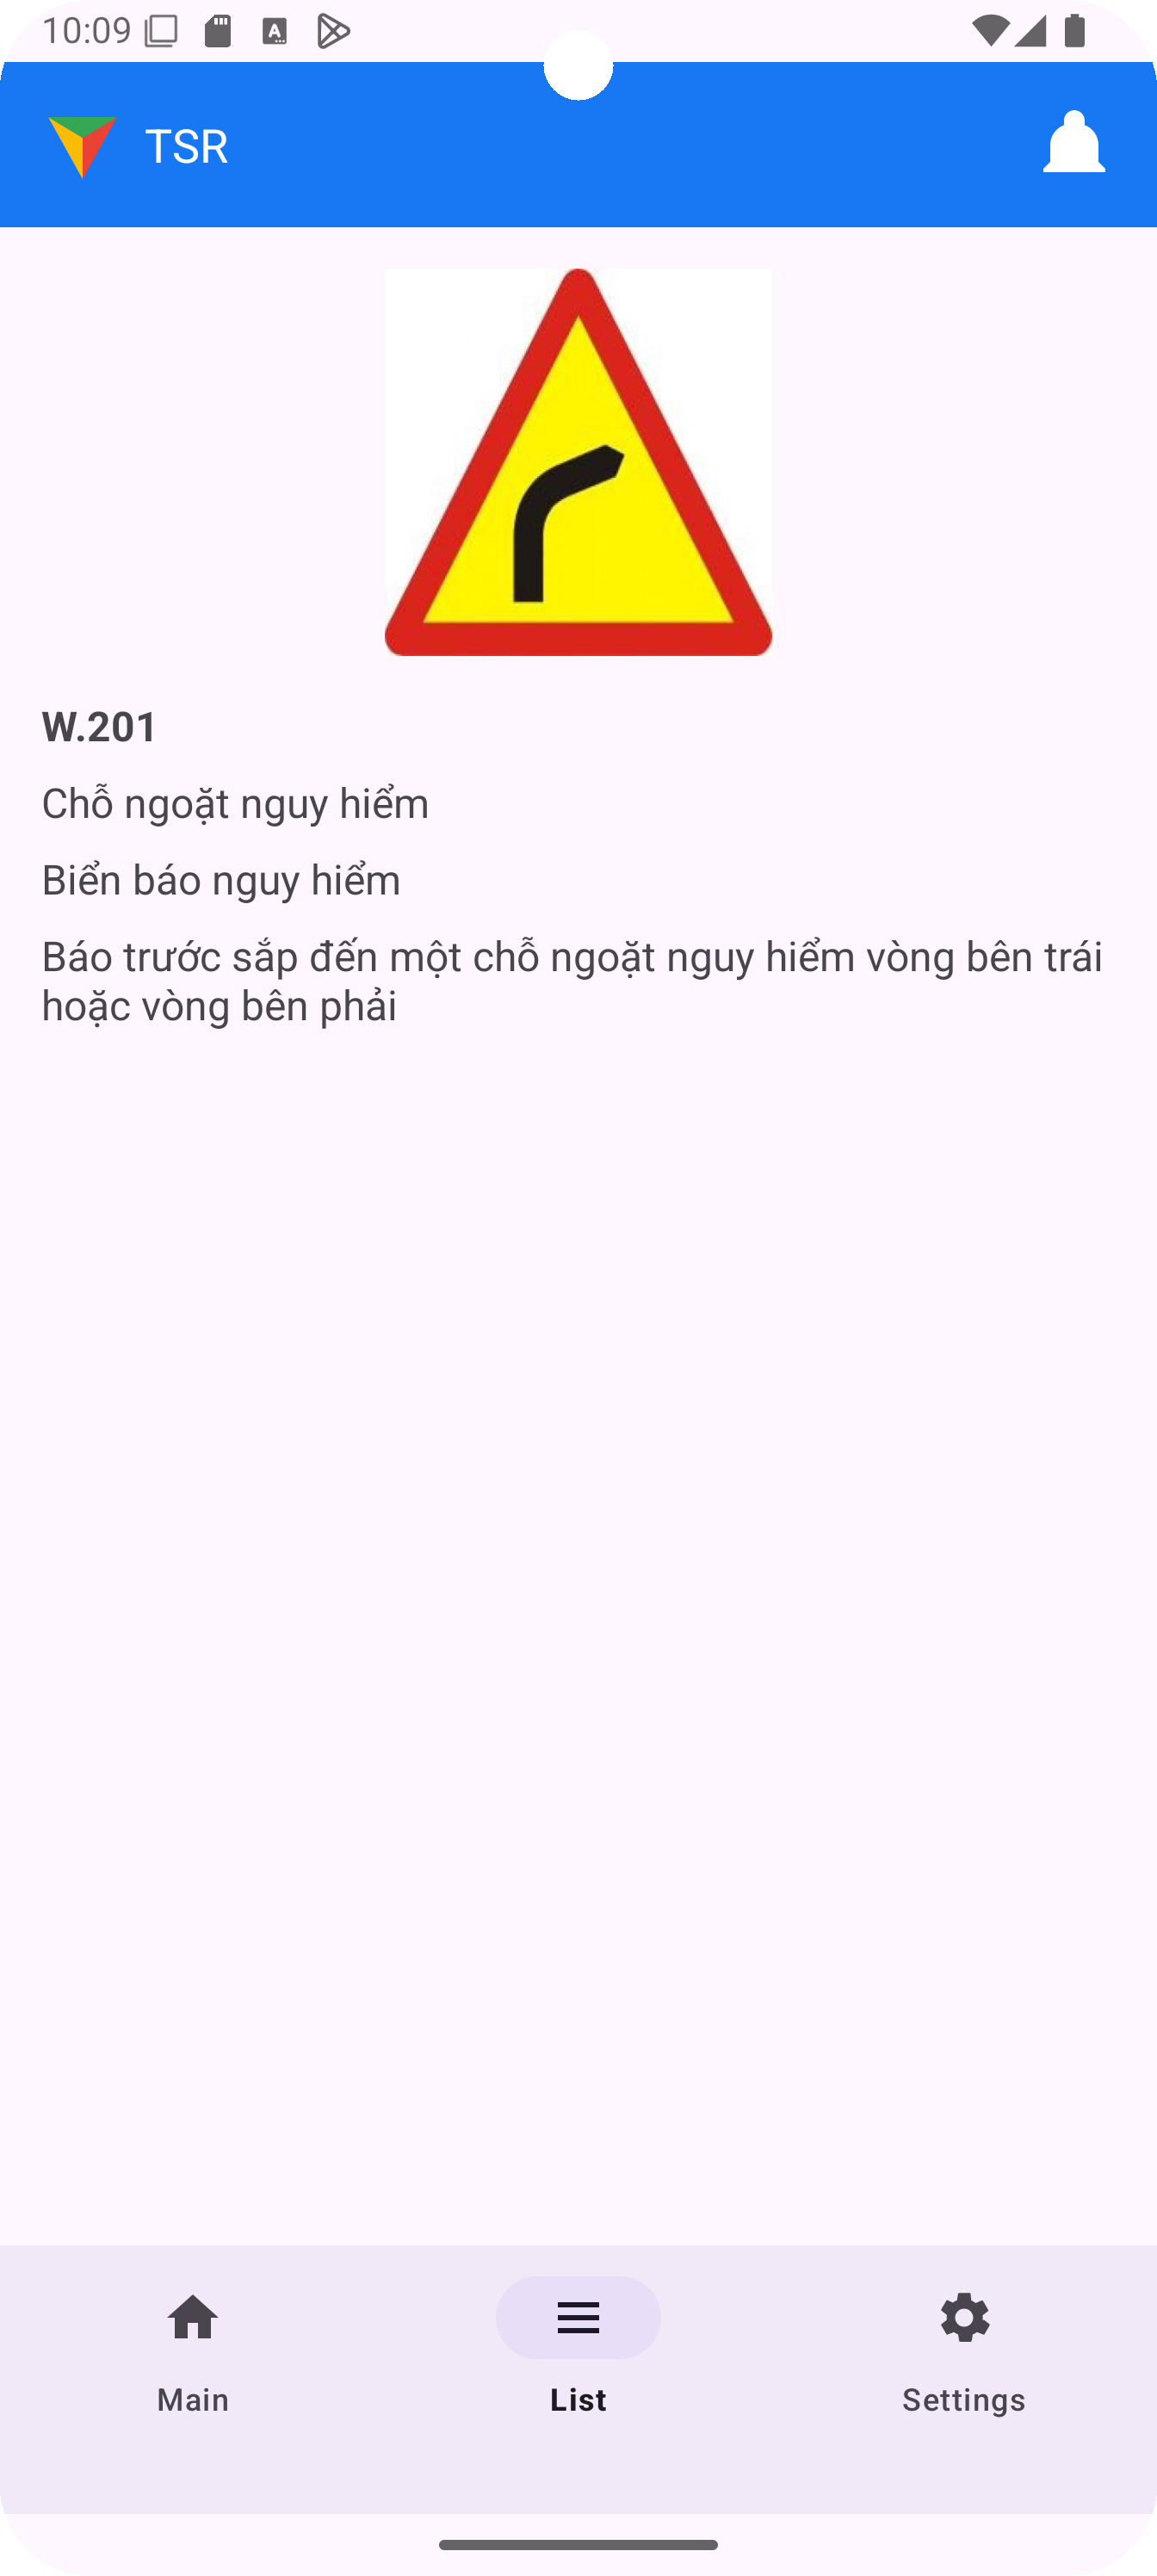 10:09
TSR
W.201
Chỗ ngoặt nguy hiểm
Biển báo nguy hiểm
Báo trước sắp đến một chỗ ngoặt nguy hiểm vòng bên trái
hoặc vòng bên phải
Main
List
Settings